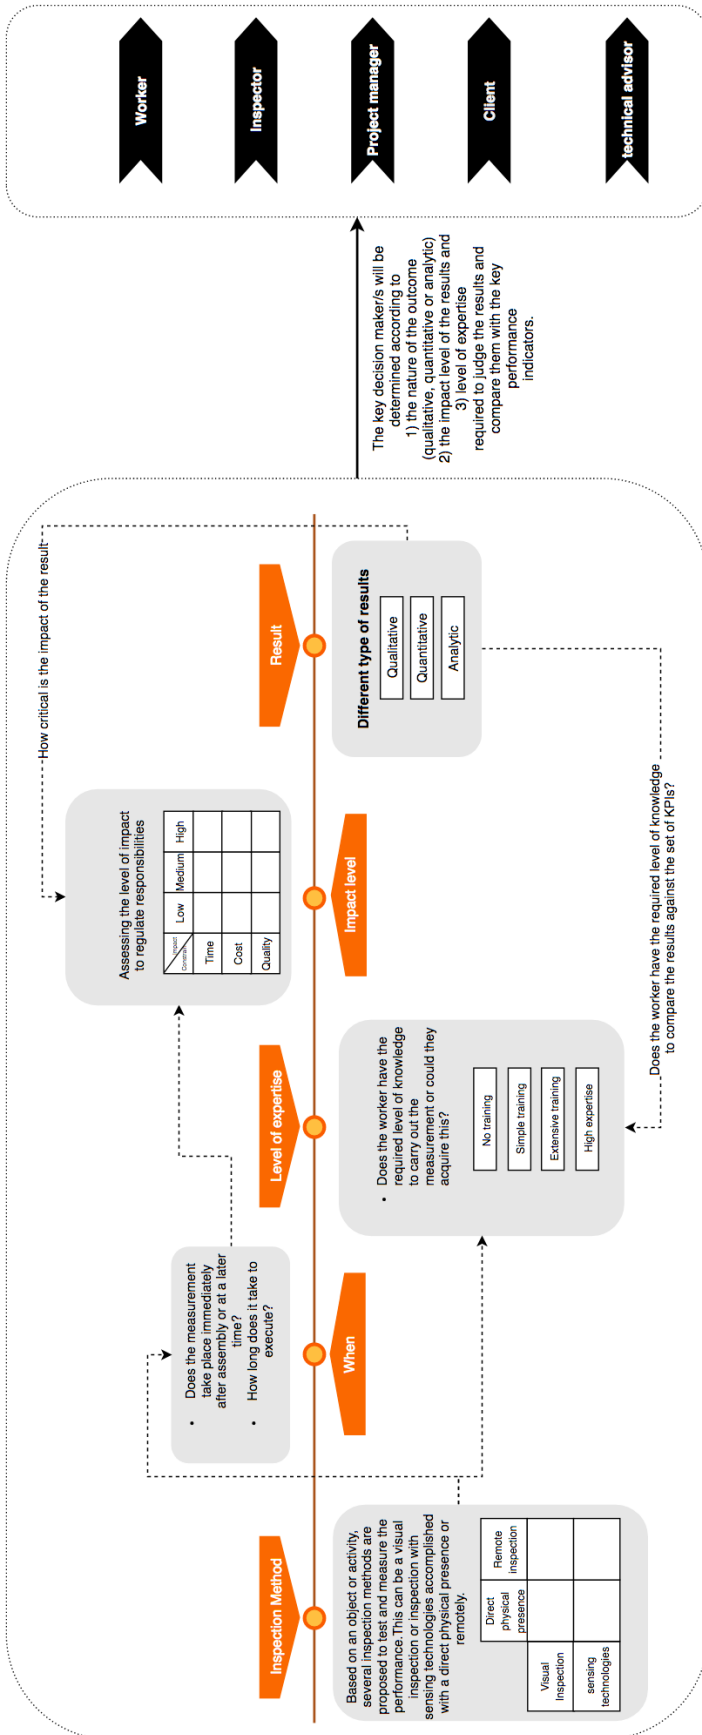 Inspection Method
Based on an object or activity,
several inspection methods are
proposed to test and measure the
performance.This can be a visual
inspection or inspection with
sensing technologies accomplished
with a direct physical presence or
remotely.
Direct
physical
presence
Remote
inspection
Visual
Inspection
sensing
technologies
When
• Does the measurement
take place immediately
after assembly or at a later
time?
• How long does it take to
execute?
Level of expertise
• Does the worker have the
required level of knowledge
to carry out the
measurement or could they
acquire this?
No training
Simple training
Extensive training
High expertise
Impact level
Assessing the level of impact
to regulate responsibilities
Impact
Constraint
Low
Medium
High
Time
Cost
Quality
Result
Different type of results
Qualitative
Quantitative
Analytic
How critical is the impact of the result
Does the worker have the required level of knowledge
to compare the results against the set of KPIs?
The key decision maker/s will be
determined according to
1) the nature of the outcome
(qualitative, quantitative or analytic)
2) the impact level of the results and
3) level of expertise
required to judge the results and
compare them with the key
performance
indicators.
Worker
Inspector
Project manager
Client
technical advisor